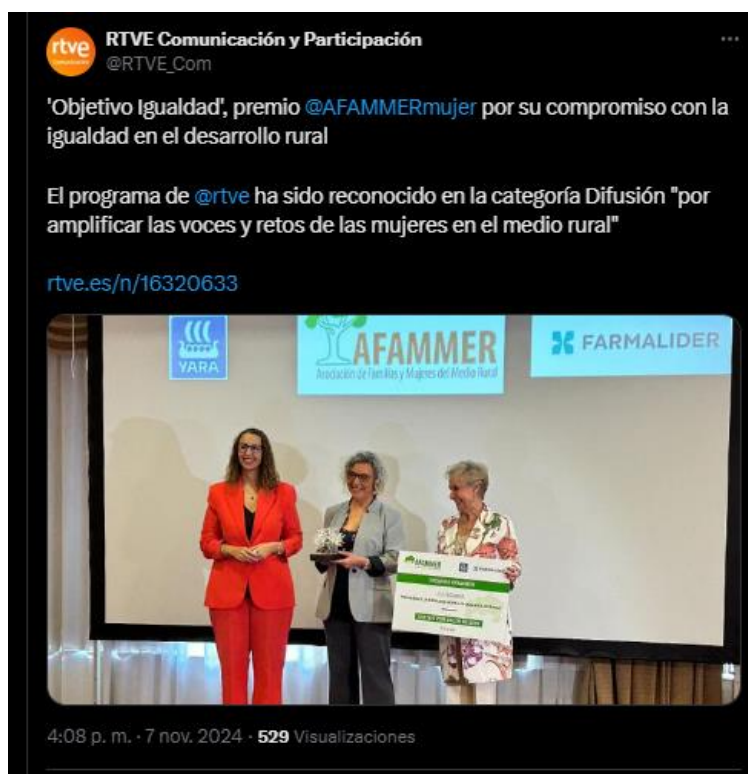 rtve
Comunicación
RTVE Comunicación y Participación
@RTVE_Com
'Objetivo Igualdad', premio @AFAMMERmujer por su compromiso con la
igualdad en el desarrollo rural
El programa de @rtve ha sido reconocido en la categoría Difusión "por
amplificar las voces y retos de las mujeres en el medio rural"
rtve.es/n/16320633
YARA
AFAMMER
Asociación de Familias y Mujeres del Medio Rural
FARMALIDER
AFAMMER
4:08 p. m. · 7 nov. 2024 · 529 Visualizaciones